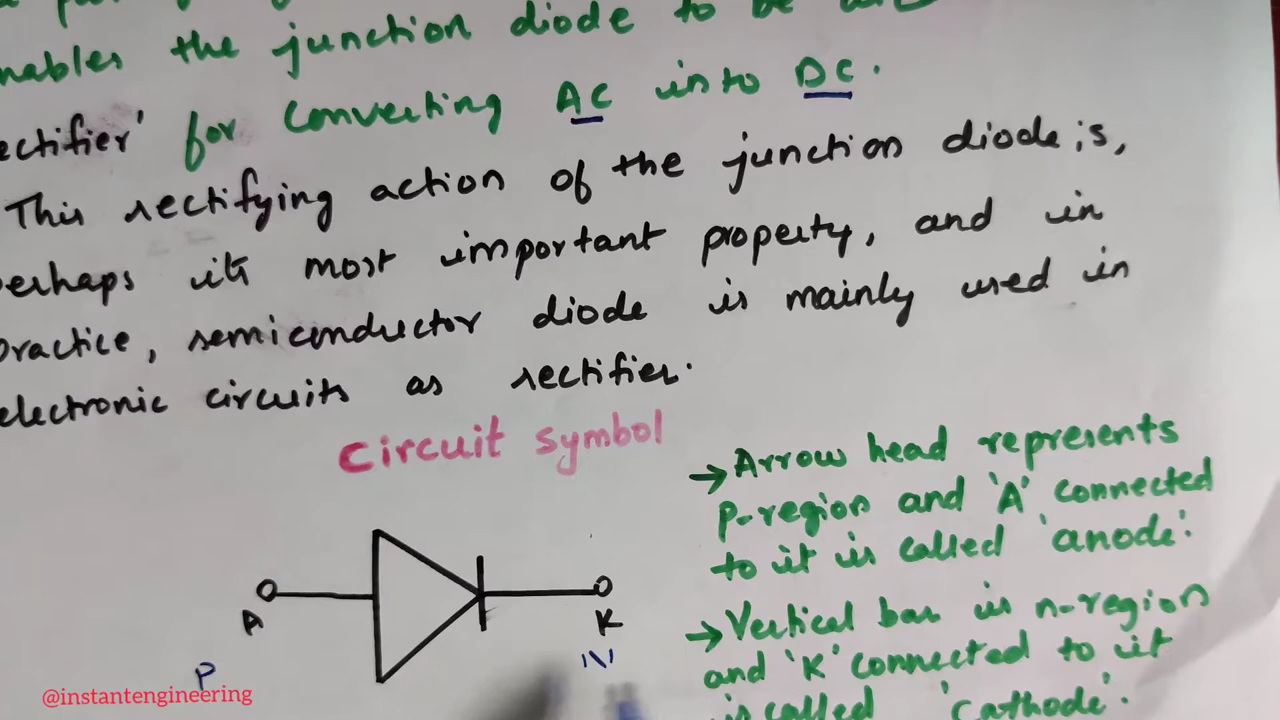 enables the junction diode to be
rectifier' for converting AC into DC.
This rectifying action of the junction diode is,
perhaps its most important property, and in
practice, semiconductor diode is mainly used in
electronic circuits as rectifier.
Circuit symbol
→ Arrow head represents
p-region and 'A' connected
to it is called 'anode'.
→ Vertical bar is n-region
and 'K' connected to it
is called 'cathode'.
A
K
P
N
@instantengineering